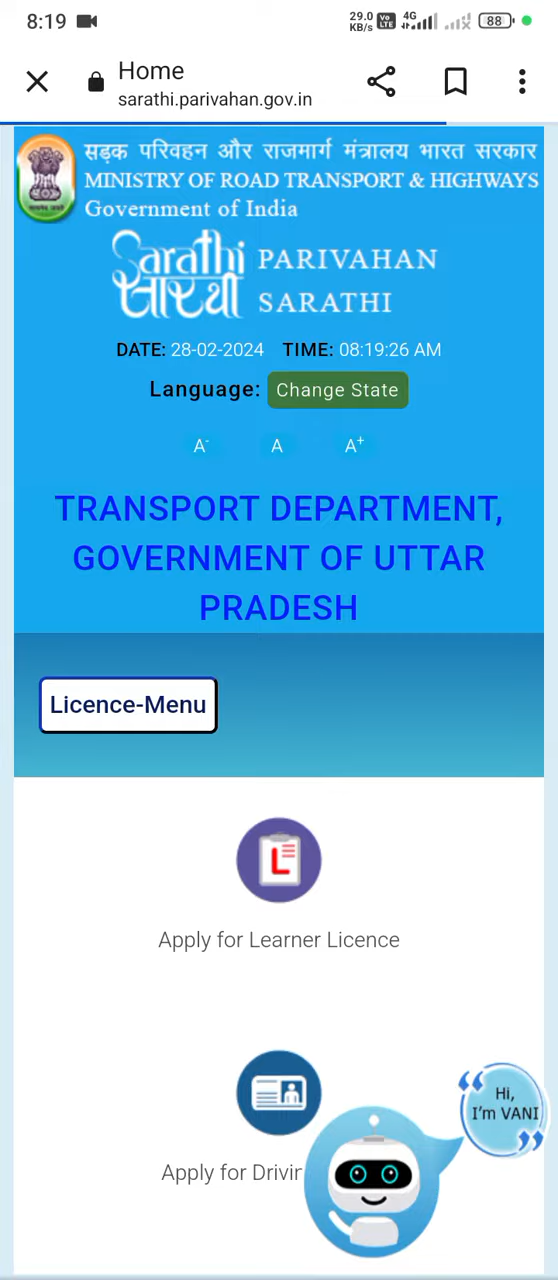 8:19
29.0 KB/s
Vo LTE
4G
88
Home
sarathi.parivahan.gov.in
सड़क परिवहन और राजमार्ग मंत्रालय भारत सरकार
MINISTRY OF ROAD TRANSPORT & HIGHWAYS
Government of India
Sarathi PARIVAHAN
सारथी SARATHI
DATE: 28-02-2024 TIME: 08:19:26 AM
Language: Change State
A- A A+
TRANSPORT DEPARTMENT,
GOVERNMENT OF UTTAR
PRADESH
Licence-Menu
L
Apply for Learner Licence
Hi,
I'm VANI
Apply for